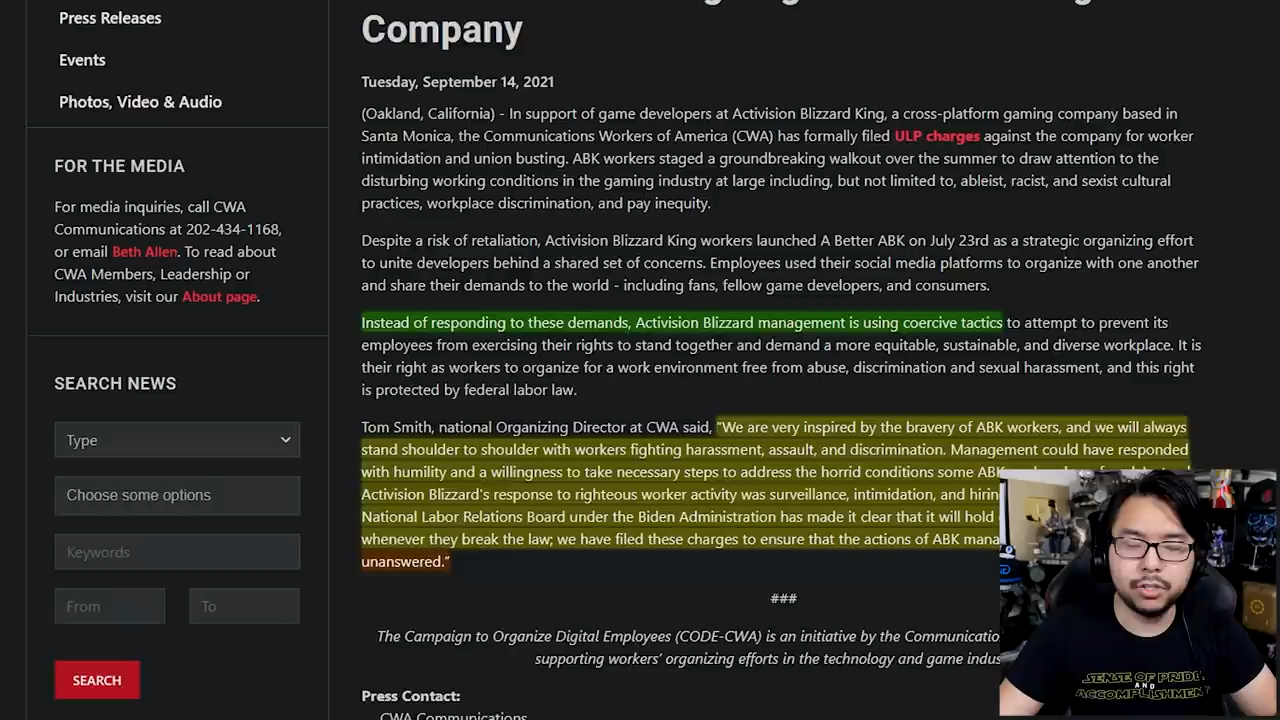 Press Releases
Events
Photos, Video & Audio
FOR THE MEDIA
For media inquiries, call CWA
Communications at 202-434-1168,
or email Beth Allen. To read about
CWA Members, Leadership or
Industries, visit our About page.
SEARCH NEWS
Type
Choose some options
Keywords
From
To
SEARCH
Company
Tuesday, September 14, 2021
(Oakland, California) - In support of game developers at Activision Blizzard King, a cross-platform gaming company based in
Santa Monica, the Communications Workers of America (CWA) has formally filed ULP charges against the company for worker
intimidation and union busting. ABK workers staged a groundbreaking walkout over the summer to draw attention to the
disturbing working conditions in the gaming industry at large including, but not limited to, ableist, racist, and sexist cultural
practices, workplace discrimination, and pay inequity.
Despite a risk of retaliation, Activision Blizzard King workers launched A Better ABK on July 23rd as a strategic organizing effort
to unite developers behind a shared set of concerns. Employees used their social media platforms to organize with one another
and share their demands to the world - including fans, fellow game developers, and consumers.
Instead of responding to these demands, Activision Blizzard management is using coercive tactics to attempt to prevent its
employees from exercising their rights to stand together and demand a more equitable, sustainable, and diverse workplace. It is
their right as workers to organize for a work environment free from abuse, discrimination and sexual harassment, and this right
is protected by federal labor law.
Tom Smith, national Organizing Director at CWA said, “We are very inspired by the bravery of ABK workers, and we will always
stand shoulder to shoulder with workers fighting harassment, assault, and discrimination. Management could have responded
with humility and a willingness to take necessary steps to address the horrid conditions some ABK
Activision Blizzard's response to righteous worker activity was surveillance, intimidation, and
National Labor Relations Board under the Biden Administration has made it clear that it will hold
whenever they break the law; we have filed these charges to ensure that the actions of ABK
unanswered.”
###
The Campaign to Organize Digital Employees (CODE-CWA) is an initiative by the
supporting workers' organizing efforts in the technology and game
Press Contact:
CWA Communications
SENSE OF PRIDE
AND
ACCOMPLISHMENT